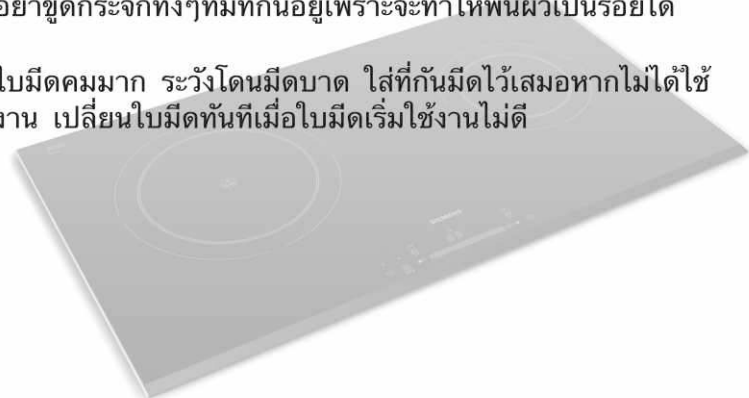 อย่าขูดกระจกทั้งๆที่มีที่กั้นอยู่เพราะจะทำให้พื้นผิวเป็นรอยได้
ใบมีดคมมาก ระวังโดนมีดบาด ใส่ที่กันมีดไว้เสมอหากไม่ได้ใช้
งาน เปลี่ยนใบมีดทันทีเมื่อใบมีดเริ่มใช้งานไม่ดี